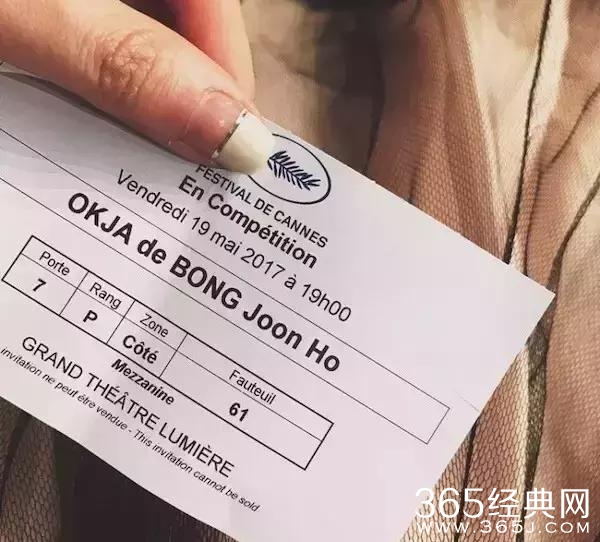 FESTIVAL DE CANNES
En Compétition
Vendredi 19 mai 2017 à 19h00
OKJA de BONG Joon Ho
Porte Rang Zone Fauteuil
7 P Côté 61
Mezzanine
GRAND THÉÂTRE LUMIÈRE
invitation ne peut être vendue - This invitation cannot be sold
365经典网
WWW.365J.COM